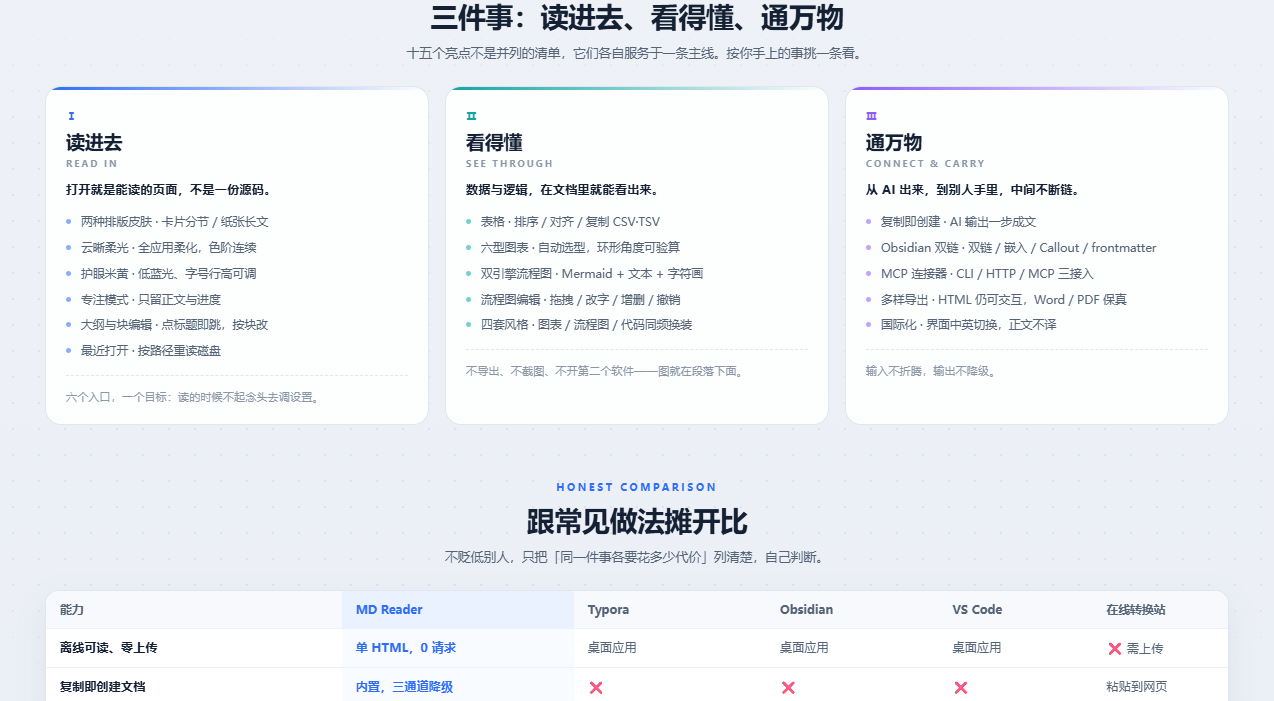 三件事：读进去、看得懂、通万物
十五个亮点不是并列的清单，它们各自服务于一条主线。按你手上的事挑一条看。
I
读进去
READ IN
打开就是能读的页面，不是一份源码。
两种排版皮肤 · 卡片分节 / 纸张长文
云晰柔光 · 全应用柔化，色阶连续
护眼米黄 · 低蓝光、字号行高可调
专注模式 · 只留正文与进度
大纲与块编辑 · 点标题即跳，按块改
最近打开 · 按路径重读磁盘
六个入口，一个目标：读的时候不起念头去调设置。
II
看得懂
SEE THROUGH
数据与逻辑，在文档里就能看出来。
表格 · 排序 / 对齐 / 复制 CSV·TSV
六型图表 · 自动选型，环形角度可验算
双引擎流程图 · Mermaid + 文本 + 字符画
流程图编辑 · 拖拽 / 改字 / 增删 / 撤销
四套风格 · 图表 / 流程图 / 代码同频换装
不导出、不截图、不开第二个软件——图就在段落下面。
III
通万物
CONNECT & CARRY
从 AI 出来，到别人手里，中间不断链。
复制即创建 · AI 输出一步成文
Obsidian 双链 · 双链 / 嵌入 / Callout / frontmatter
MCP 连接器 · CLI / HTTP / MCP 三接入
多样导出 · HTML 仍可交互，Word / PDF 保真
国际化 · 界面中英切换，正文不译
输入不折腾，输出不降级。
HONEST COMPARISON
跟常见做法摊开比
不贬低别人，只把「同一件事各要花多少代价」列清楚，自己判断。
能力 MD Reader Typora Obsidian VS Code 在线转换站
离线可读、零上传 单 HTML，0 请求 桌面应用 桌面应用 桌面应用 ❌ 需上传
复制即创建文档 内置，三通道降级 ❌ ❌ ❌ 粘贴到网页